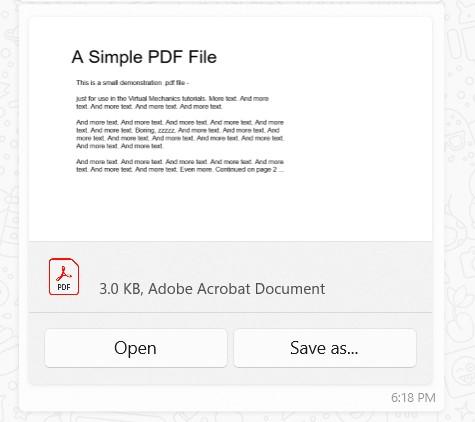 A Simple PDF File
This is a small demonstration .pdf file -
just for use in the Virtual Mechanics tutorials. More text. And more
text. And more text. And more text. And more text.
And more text. And more text. And more text. And more text. And more
text. And more text. Boring, zzzzz. And more text. And more text. And
more text. And more text. And more text. And more text. And more text.
And more text. And more text.
And more text. And more text. And more text. And more text. And more
text. And more text. And more text. Even more. Continued on page 2 ...
PDF
3.0 KB, Adobe Acrobat Document
Open
Save as...
6:18 PM